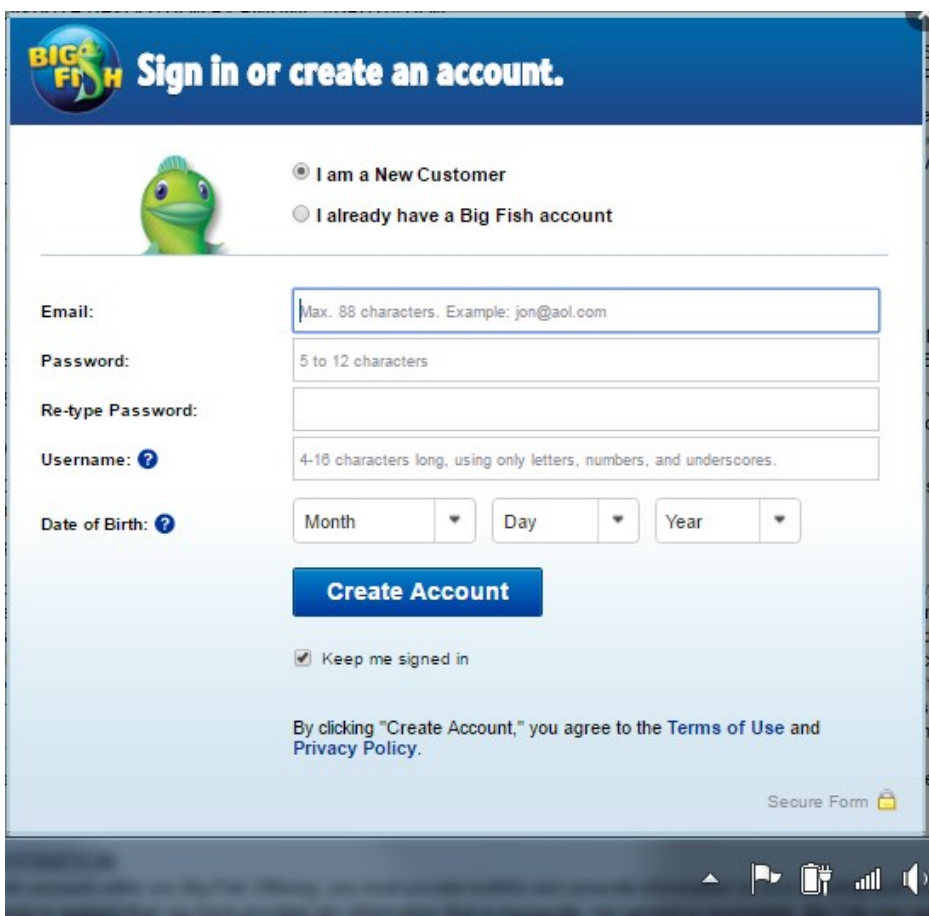 BIG
FISH
Sign in or create an account.
I am a New Customer
I already have a Big Fish account
Email:
Max. 88 characters. Example: jon@aol.com
Password:
5 to 12 characters
Re-type Password:
Username: ?
4-16 characters long, using only letters, numbers, and underscores.
Date of Birth: ?
Month
Day
Year
Create Account
Keep me signed in
By clicking "Create Account," you agree to the Terms of Use and
Privacy Policy.
Secure Form